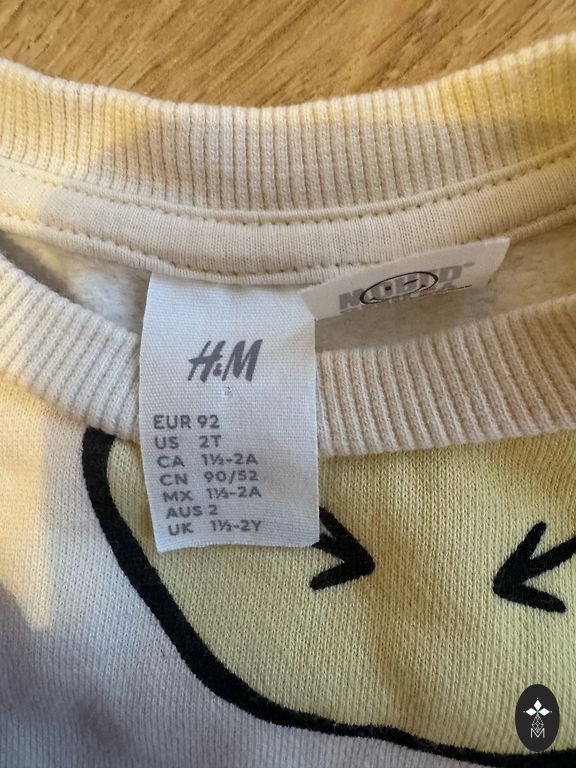 H&M
EUR 92
US 2T
CA 1½-2A
CN 90/52
MX 1½-2A
AUS 2
UK 1½-2Y